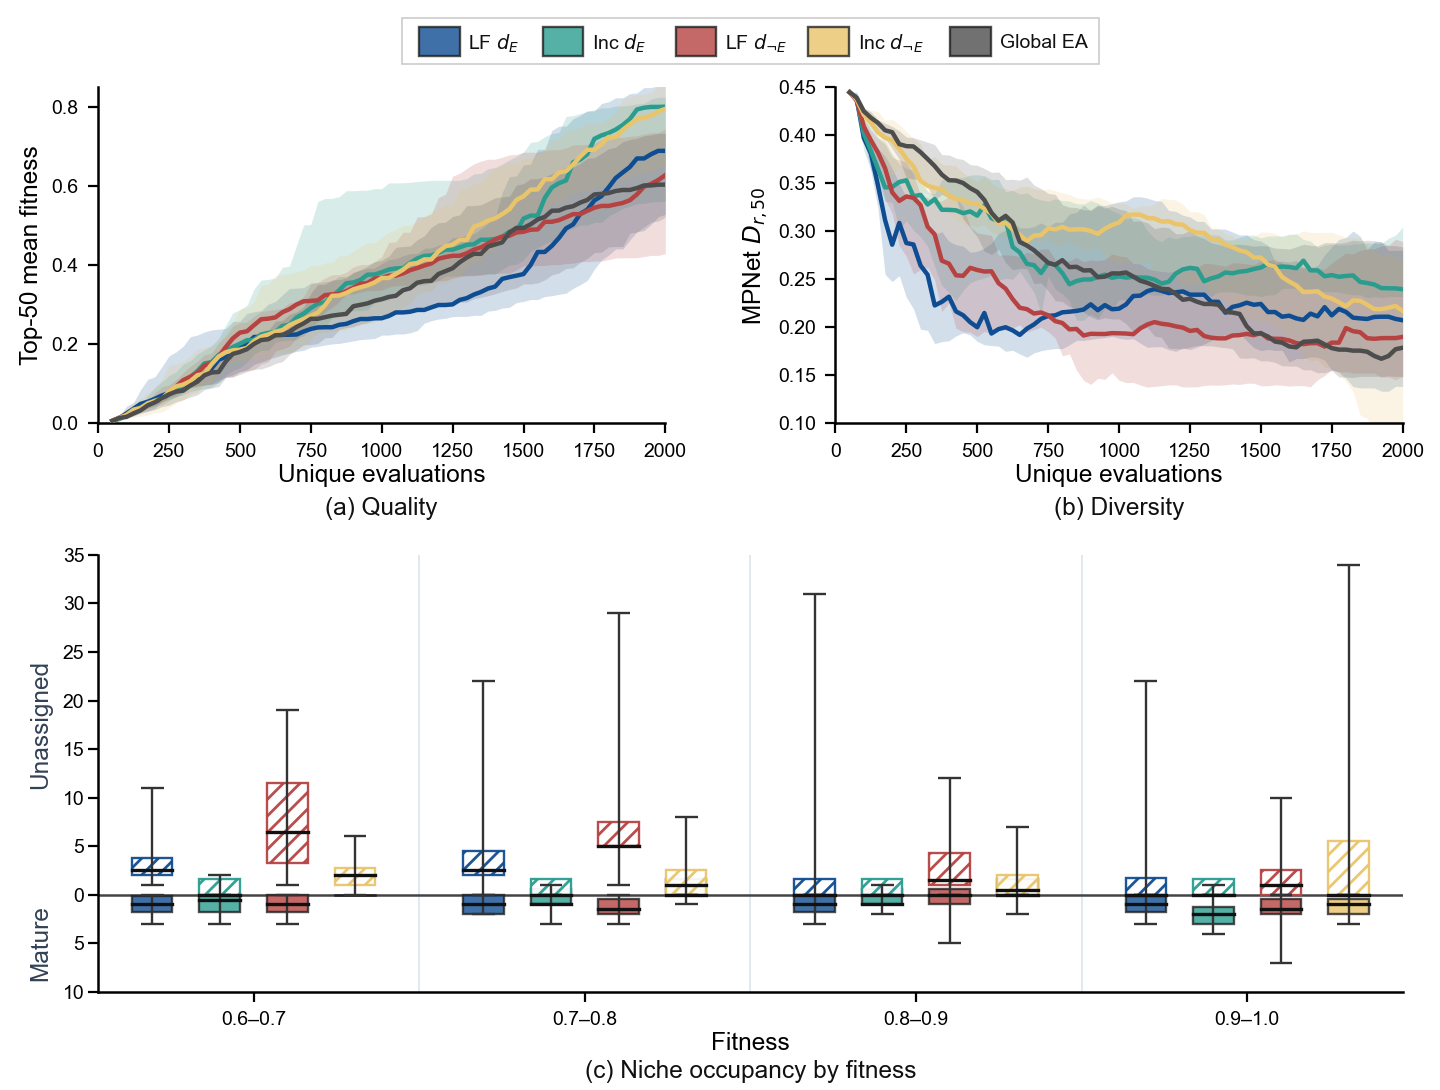 LF d_E Inc d_E LF d_¬E Inc d_¬E Global EA
Top-50 mean fitness
0.8
0.6
0.4
0.2
0.0
0 250 500 750 1000 1250 1500 1750 2000
Unique evaluations
(a) Quality
MPNet D_r,50
0.45
0.40
0.35
0.30
0.25
0.20
0.15
0.10
0 250 500 750 1000 1250 1500 1750 2000
Unique evaluations
(b) Diversity
Unassigned
Mature
35
30
25
20
15
10
5
0
5
10
0.6–0.7 0.7–0.8 0.8–0.9 0.9–1.0
Fitness
(c) Niche occupancy by fitness